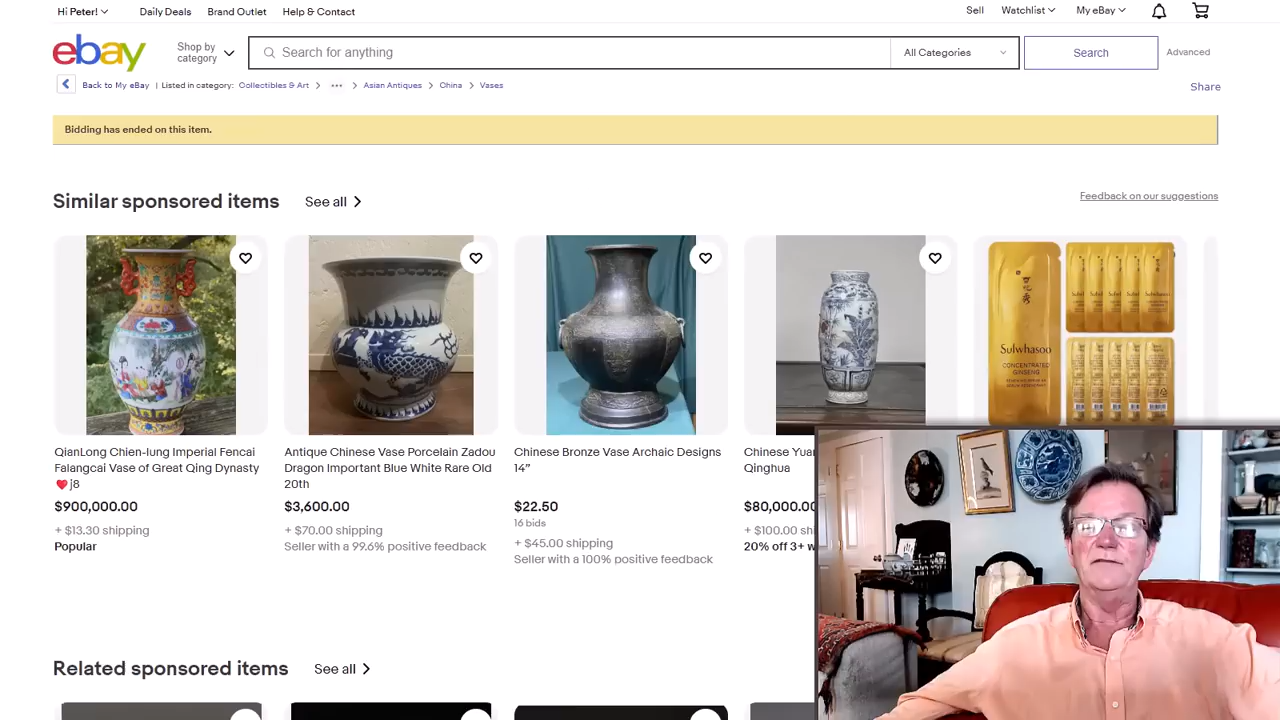 Hi Peter!
Daily Deals
Brand Outlet
Help & Contact
Sell
Watchlist
My eBay
ebay
Shop by category
Search for anything
All Categories
Search
Advanced
Back to My eBay | Listed in category: Collectibles & Art > ... > Asian Antiques > China > Vases
Share
Bidding has ended on this item.
Similar sponsored items
See all
Feedback on our suggestions
QianLong Chien-lung Imperial Fencai
Falangcai Vase of Great Qing Dynasty
❤️j8
$900,000.00
+ $13.30 shipping
Popular
Antique Chinese Vase Porcelain Zadou
Dragon Important Blue White Rare Old
20th
$3,600.00
+ $70.00 shipping
Seller with a 99.6% positive feedback
Chinese Bronze Vase Archaic Designs
14”
$22.50
16 bids
+ $45.00 shipping
Seller with a 100% positive feedback
Chinese Yuan
Qinghua
$80,000.00
+ $100.00
20% off 3+
Sulwhasoo
CONCENTRATED
GINSENG
Related sponsored items
See all